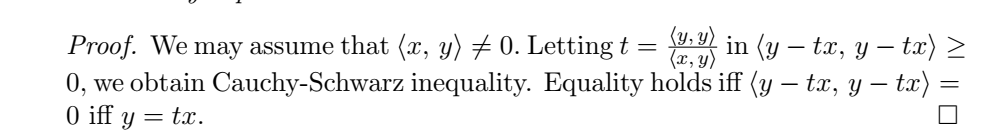 Proof. We may assume that ⟨x, y⟩ ≠ 0. Letting t = ⟨y, y⟩/⟨x, y⟩ in ⟨y − tx, y − tx⟩ ≥
0, we obtain Cauchy-Schwarz inequality. Equality holds iff ⟨y − tx, y − tx⟩ =
0 iff y = tx. □